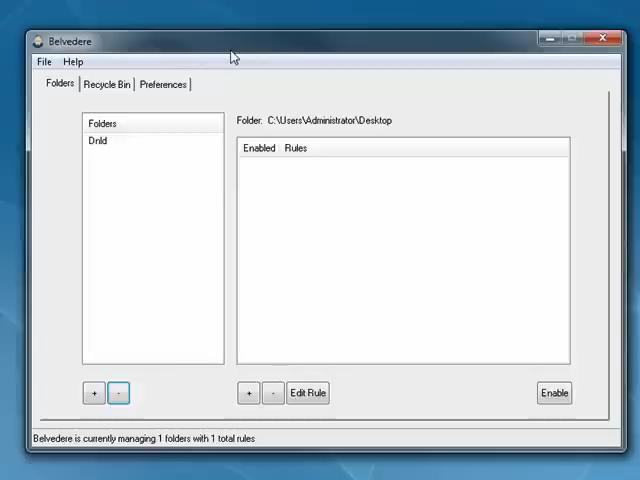 Belvedere
File Help
Folders Recycle Bin Preferences
Folder: C:\Users\Administrator\Desktop
Folders
Enabled Rules
Dnld
+ - + - Edit Rule Enable
Belvedere is currently managing 1 folders with 1 total rules